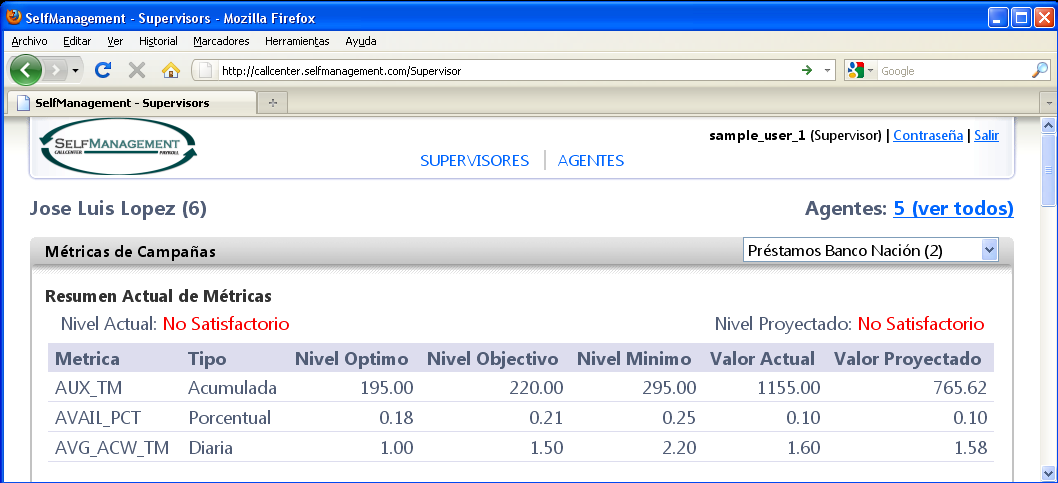 SelfManagement - Supervisors - Mozilla Firefox
Archivo Editar Ver Historial Marcadores Herramientas Ayuda
http://callcenter.selfmanagement.com/Supervisor Google
SelfManagement - Supervisors
SELFMANAGEMENT
CALLCENTER PAYROLL
sample_user_1 (Supervisor) | Contraseña | Salir
SUPERVISORES AGENTES
Jose Luis Lopez (6) Agentes: 5 (ver todos)
Métricas de Campañas Préstamos Banco Nación (2)
Resumen Actual de Métricas
Nivel Actual: No Satisfactorio Nivel Proyectado: No Satisfactorio
Metrica Tipo Nivel Optimo Nivel Objectivo Nivel Minimo Valor Actual Valor Proyectado
AUX_TM Acumulada 195.00 220.00 295.00 1155.00 765.62
AVAIL_PCT Porcentual 0.18 0.21 0.25 0.10 0.10
AVG_ACW_TM Diaria 1.00 1.50 2.20 1.60 1.58